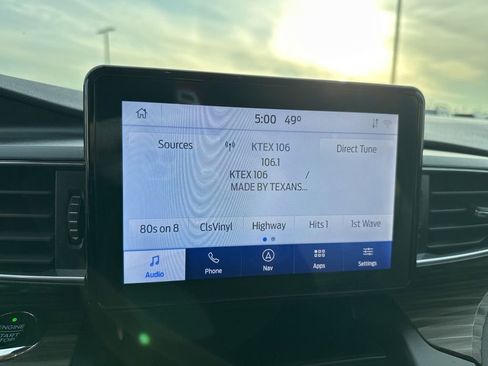 5:00 49°
Sources KTEX 106 Direct Tune
106.1
KTEX 106 /
MADE BY TEXANS...
80s on 8 ClsVinyl Highway Hits 1 1st Wave
Audio Phone Nav Apps Settings
ENGINE
START
STOP